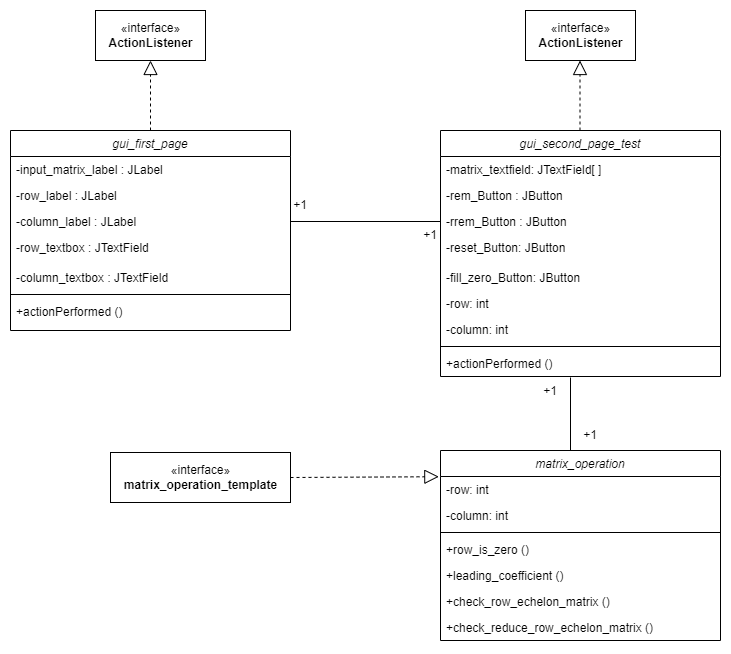 «interface»
ActionListener
«interface»
ActionListener
gui_first_page
-input_matrix_label : JLabel
-row_label : JLabel
-column_label : JLabel
-row_textbox : JTextField
-column_textbox : JTextField
+actionPerformed ()
+1
+1
gui_second_page_test
-matrix_textfield: JTextField[ ]
-rem_Button : JButton
-rrem_Button : JButton
-reset_Button: JButton
-fill_zero_Button: JButton
-row: int
-column: int
+actionPerformed ()
+1
+1
«interface»
matrix_operation_template
matrix_operation
-row: int
-column: int
+row_is_zero ()
+leading_coefficient ()
+check_row_echelon_matrix ()
+check_reduce_row_echelon_matrix ()